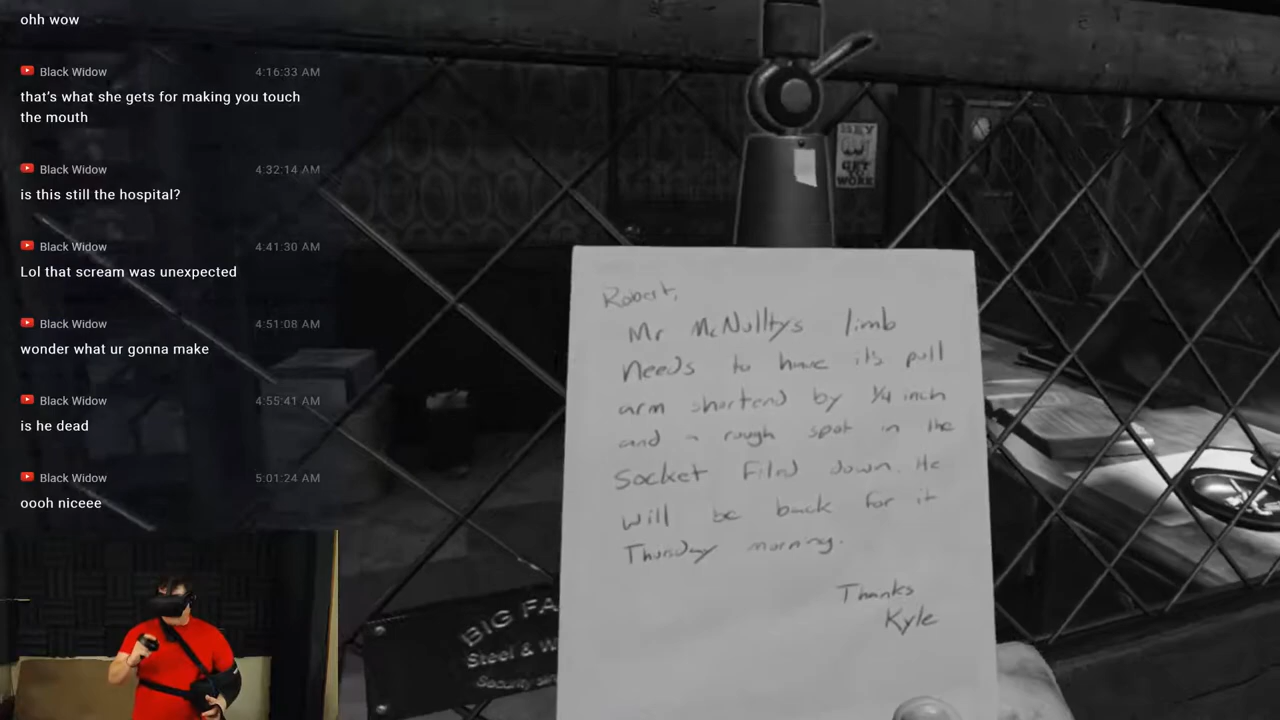 ohh wow
Black Widow 4:16:33 AM
that's what she gets for making you touch
the mouth
Black Widow 4:32:14 AM
is this still the hospital?
Black Widow 4:41:30 AM
Lol that scream was unexpected
Black Widow 4:51:08 AM
wonder what ur gonna make
Black Widow 4:55:41 AM
is he dead
Black Widow 5:01:24 AM
oooh niceee
HEY
GET
TO
WORK
Robert,
Mr McNulltys limb
Needs to have it's pull
arm shortend by 1/4 inch
and a rough spot in the
Socket Filed down. He
will be back for it
Thursday morning.
Thanks
Kyle
BIG FA
Steel & W
Security